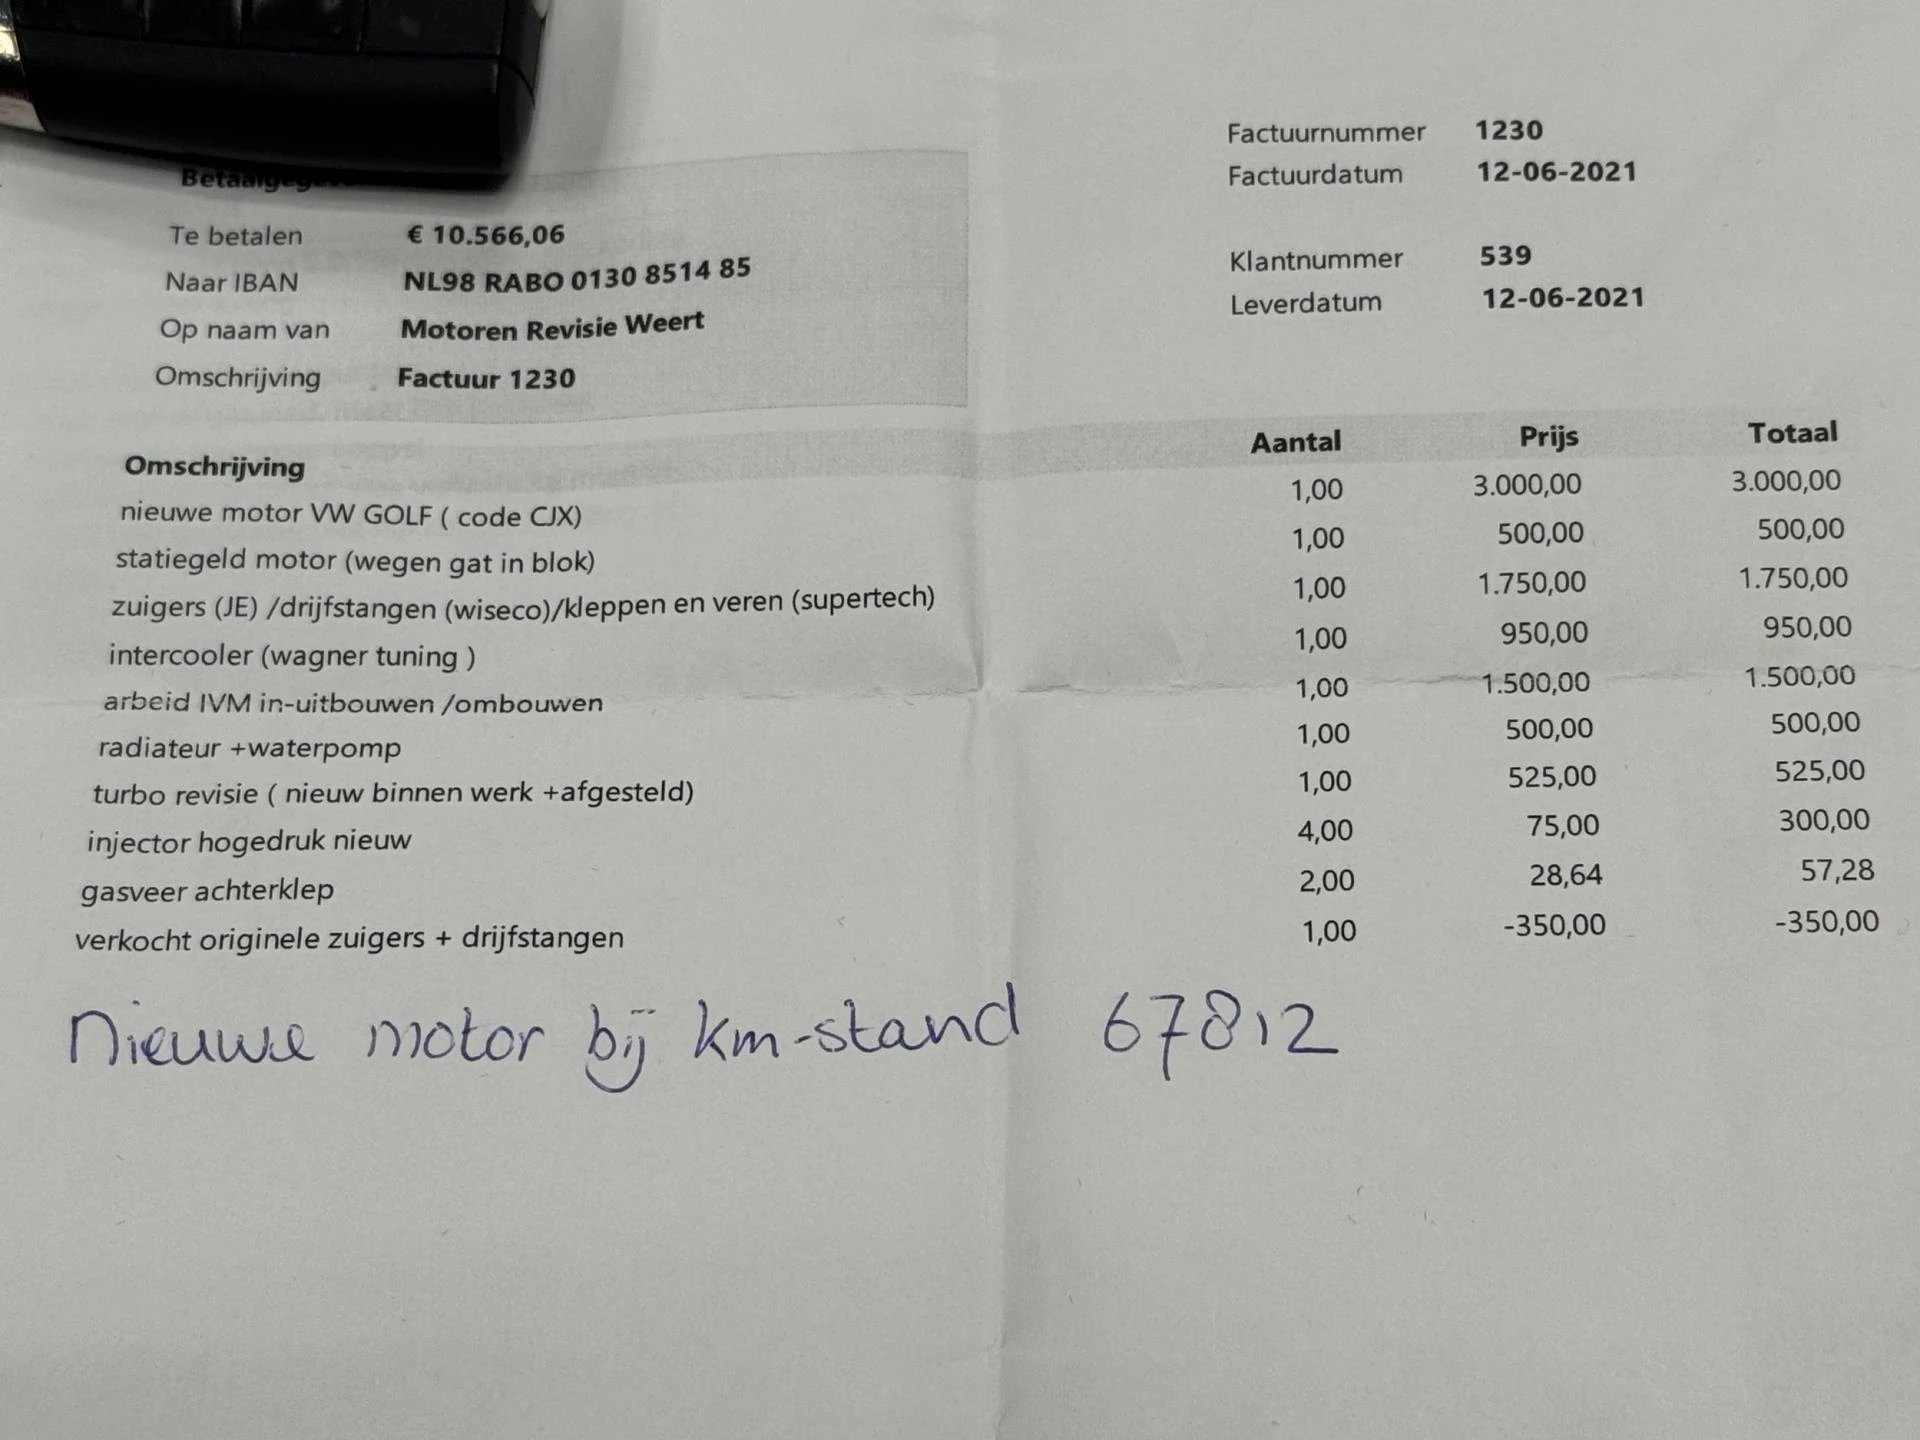 Factuurnummer 1230
Factuurdatum 12-06-2021
Klantnummer 539
Leverdatum 12-06-2021
Te betalen € 10.566,06
Naar IBAN NL98 RABO 0130 8514 85
Op naam van Motoren Revisie Weert
Omschrijving Factuur 1230
Omschrijving Aantal Prijs Totaal
nieuwe motor VW GOLF ( code CJX) 1,00 3.000,00 3.000,00
statiegeld motor (wegen gat in blok) 1,00 500,00 500,00
zuigers (JE) /drijfstangen (wiseco)/kleppen en veren (supertech) 1,00 1.750,00 1.750,00
intercooler (wagner tuning ) 1,00 950,00 950,00
arbeid IVM in-uitbouwen /ombouwen 1,00 1.500,00 1.500,00
radiateur +waterpomp 1,00 500,00 500,00
turbo revisie ( nieuw binnen werk +afgesteld) 1,00 525,00 525,00
injector hogedruk nieuw 4,00 75,00 300,00
gasveer achterklep 2,00 28,64 57,28
verkocht originele zuigers + drijfstangen 1,00 -350,00 -350,00
Nieuwe motor bij km-stand 67812